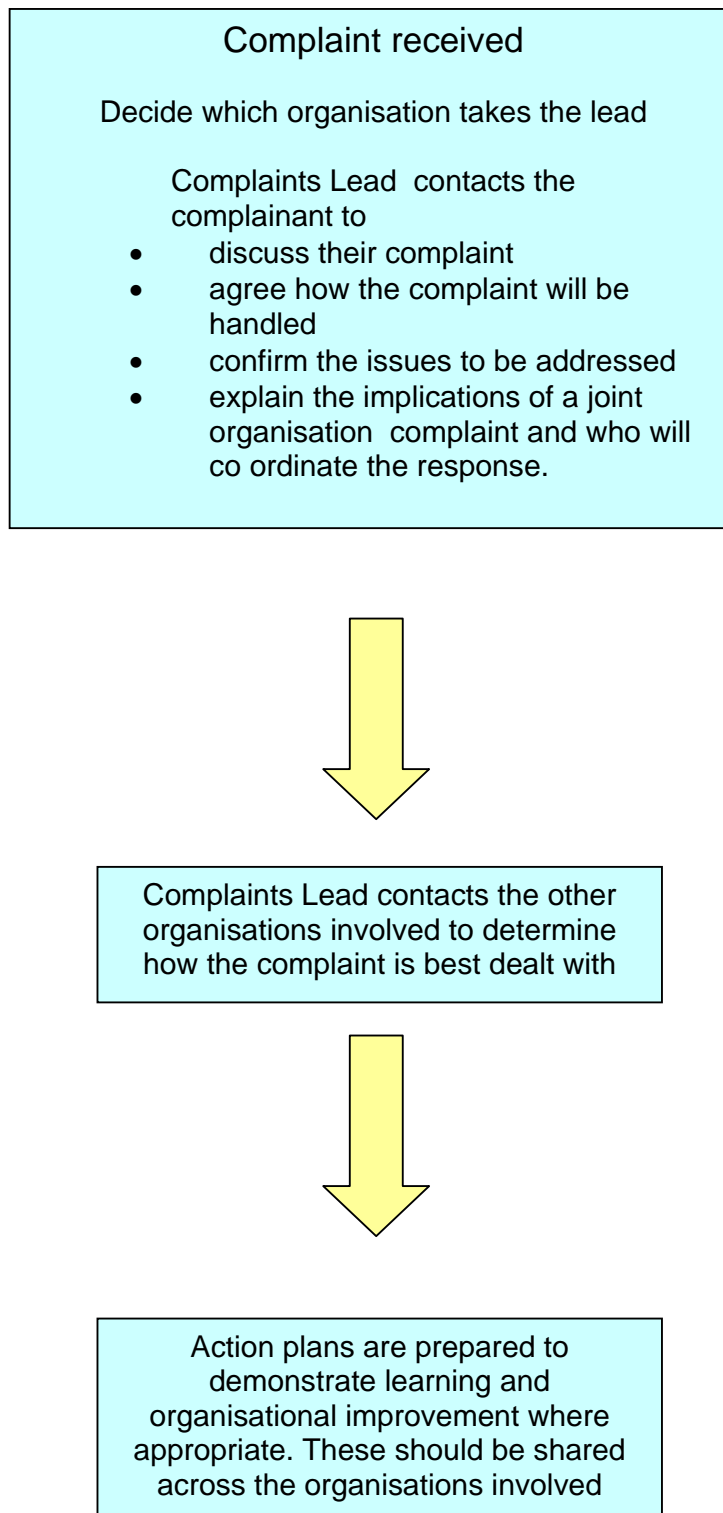 Complaint received
Decide which organisation takes the lead
Complaints Lead  contacts the
complainant to
• discuss their complaint
• agree how the complaint will be
handled
• confirm the issues to be addressed
• explain the implications of a joint
organisation  complaint and who will
co ordinate the response.
Complaints Lead contacts the other
organisations involved to determine
how the complaint is best dealt with
Action plans are prepared to
demonstrate learning and
organisational improvement where
appropriate. These should be shared
across the organisations involved